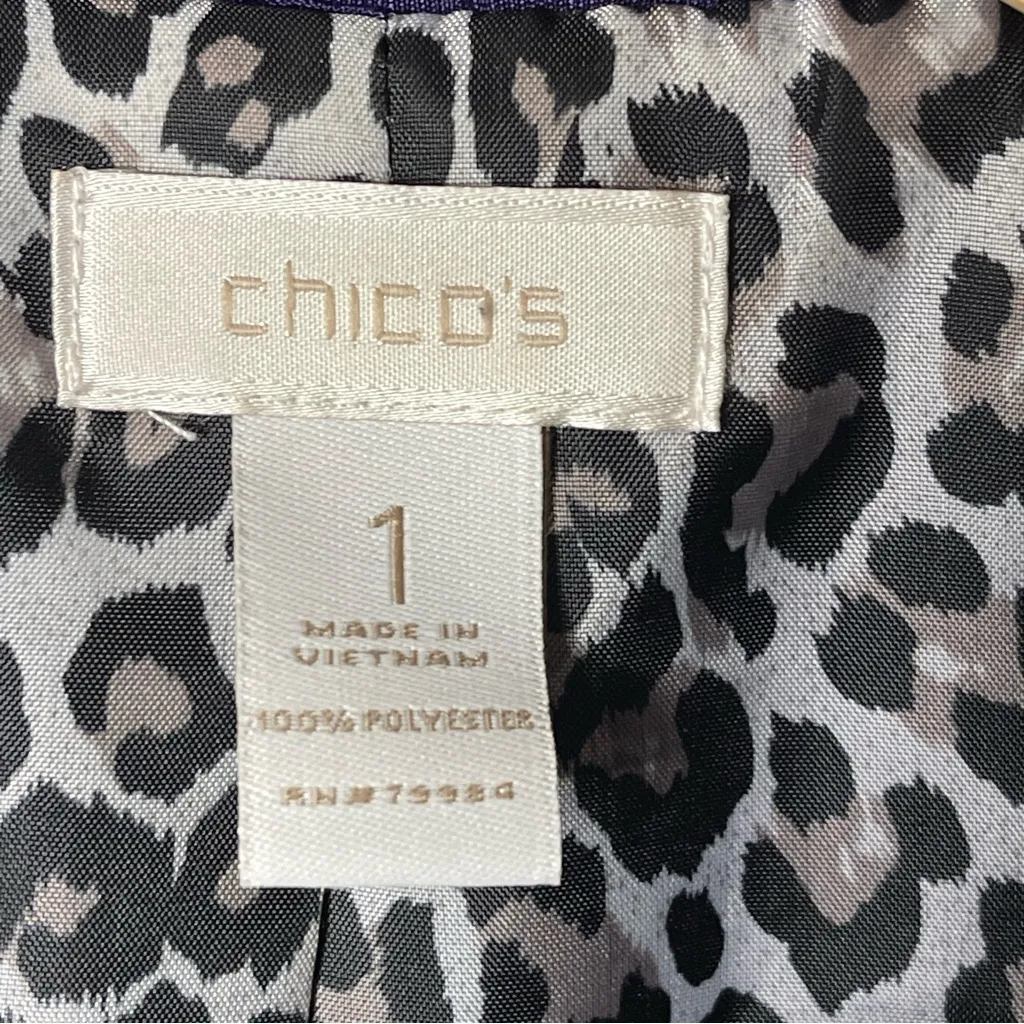 chico's
1
MADE IN
VIETNAM
100% POLYESTER
RN# 79984